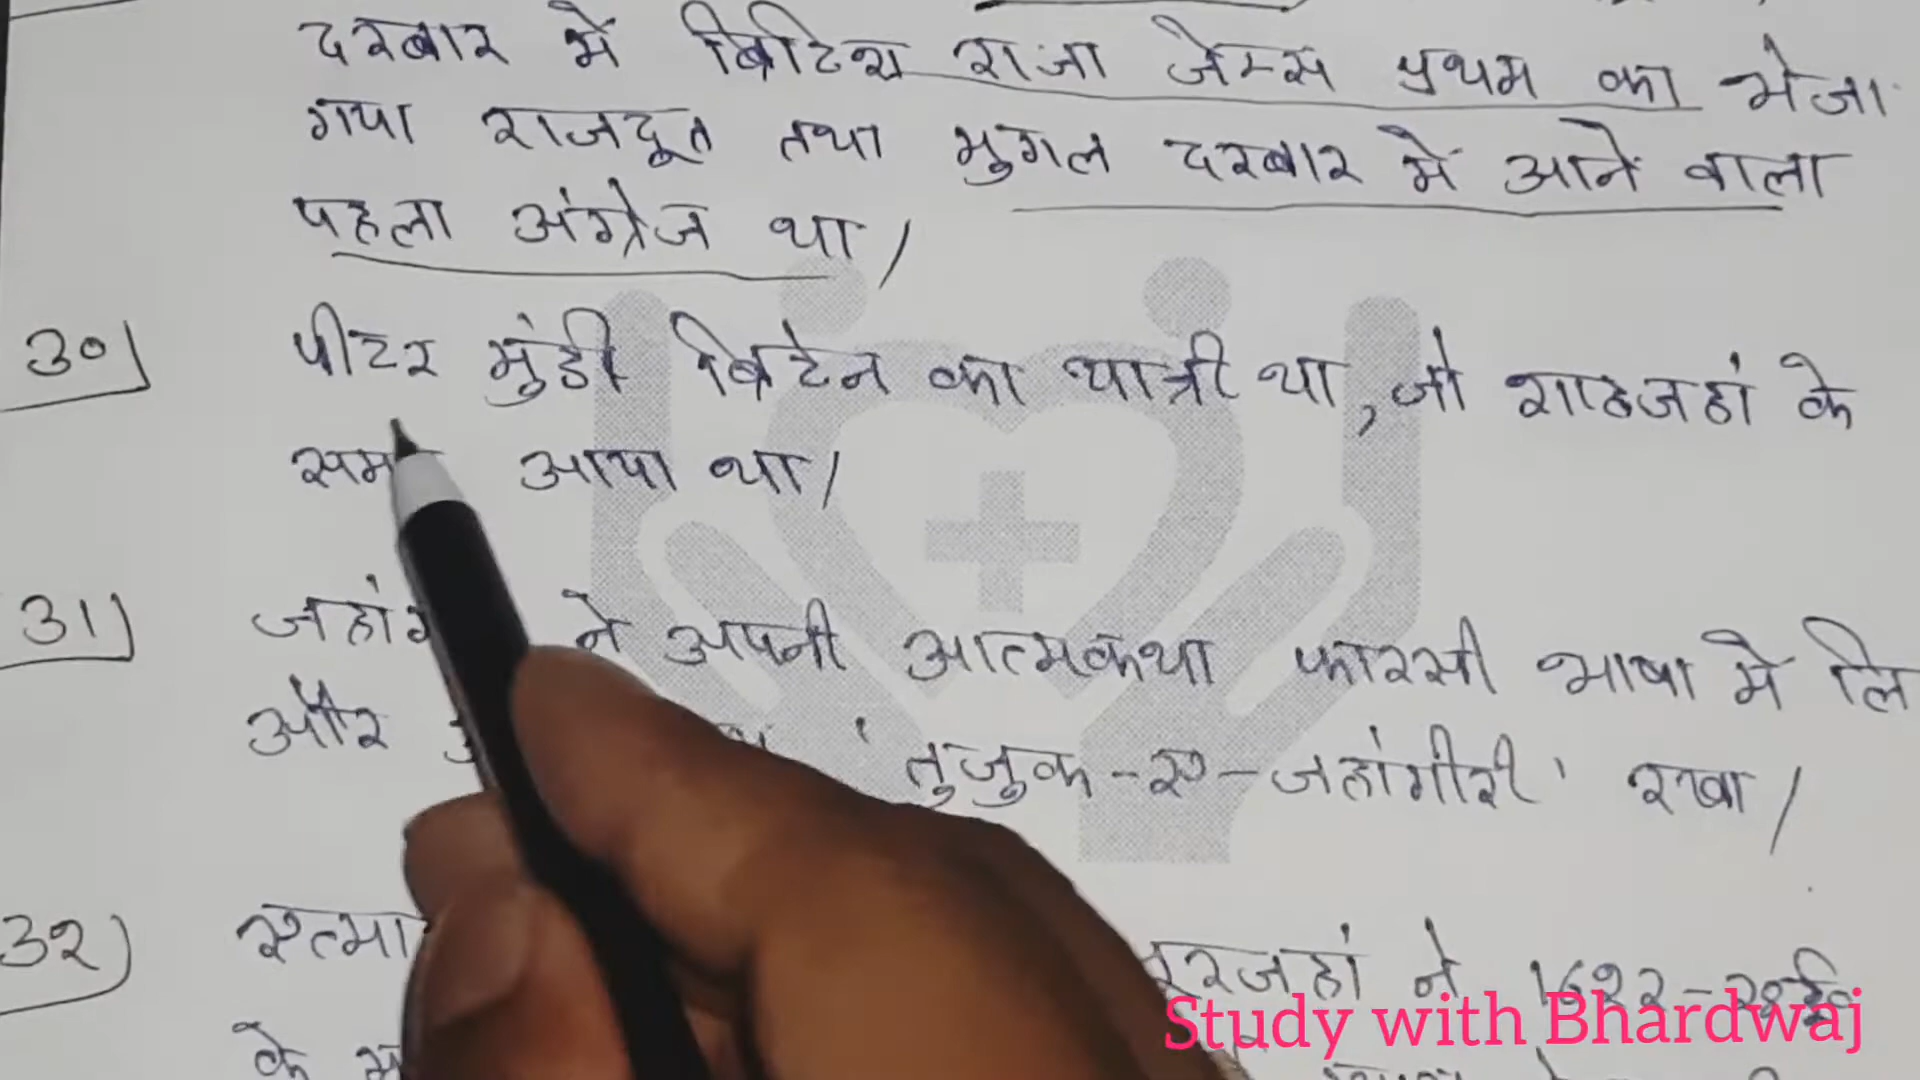 दरबार में ब्रिटिश राजा जेम्स प्रथम का भेजा
गया राजदूत तथा मुगल दरबार में आने वाला
पहला अंग्रेज था/
30) पीटर मुंडी ब्रिटेन का यात्री था, जो शाहजहां के
आया था/
31) ने अपनी आत्मकथा फारसी भाषा में लि
और 'तुजुक-ए-जहांगीरी' रखा/
32) ने 1622-
के
Study with Bhardwaj